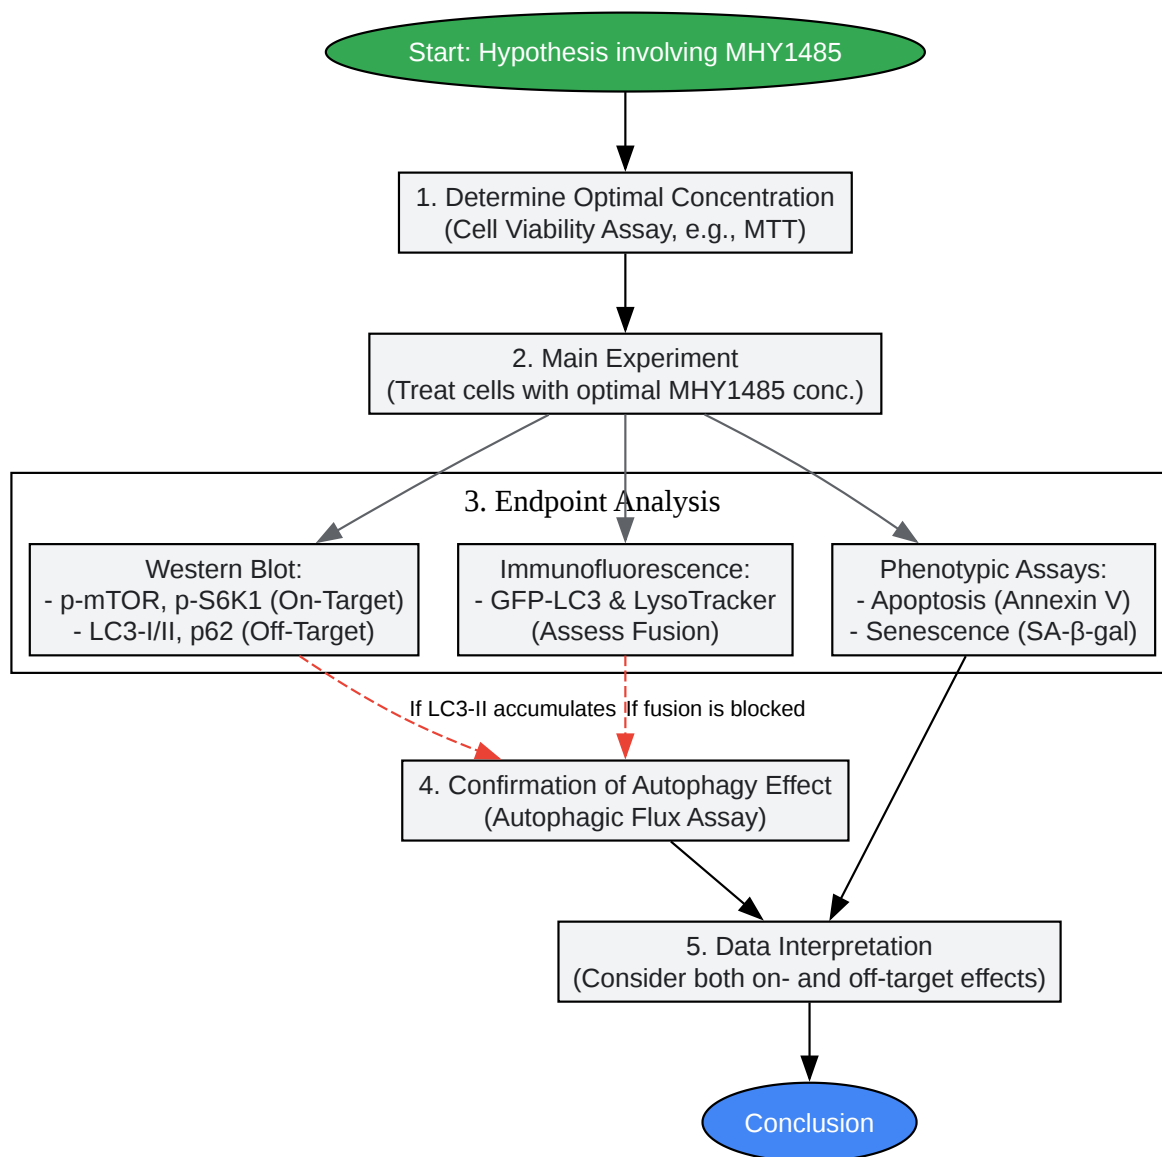 Start: Hypothesis involving MHY1485
1. Determine Optimal Concentration
(Cell Viability Assay, e.g., MTT)
2. Main Experiment
(Treat cells with optimal MHY1485 conc.)
3. Endpoint Analysis
Western Blot:
- p-mTOR, p-S6K1 (On-Target)
- LC3-I/II, p62 (Off-Target)
Immunofluorescence:
- GFP-LC3 & LysoTracker
(Assess Fusion)
Phenotypic Assays:
- Apoptosis (Annexin V)
- Senescence (SA-β-gal)
If LC3-II accumulates
If fusion is blocked
4. Confirmation of Autophagy Effect
(Autophagic Flux Assay)
5. Data Interpretation
(Consider both on- and off-target effects)
Conclusion